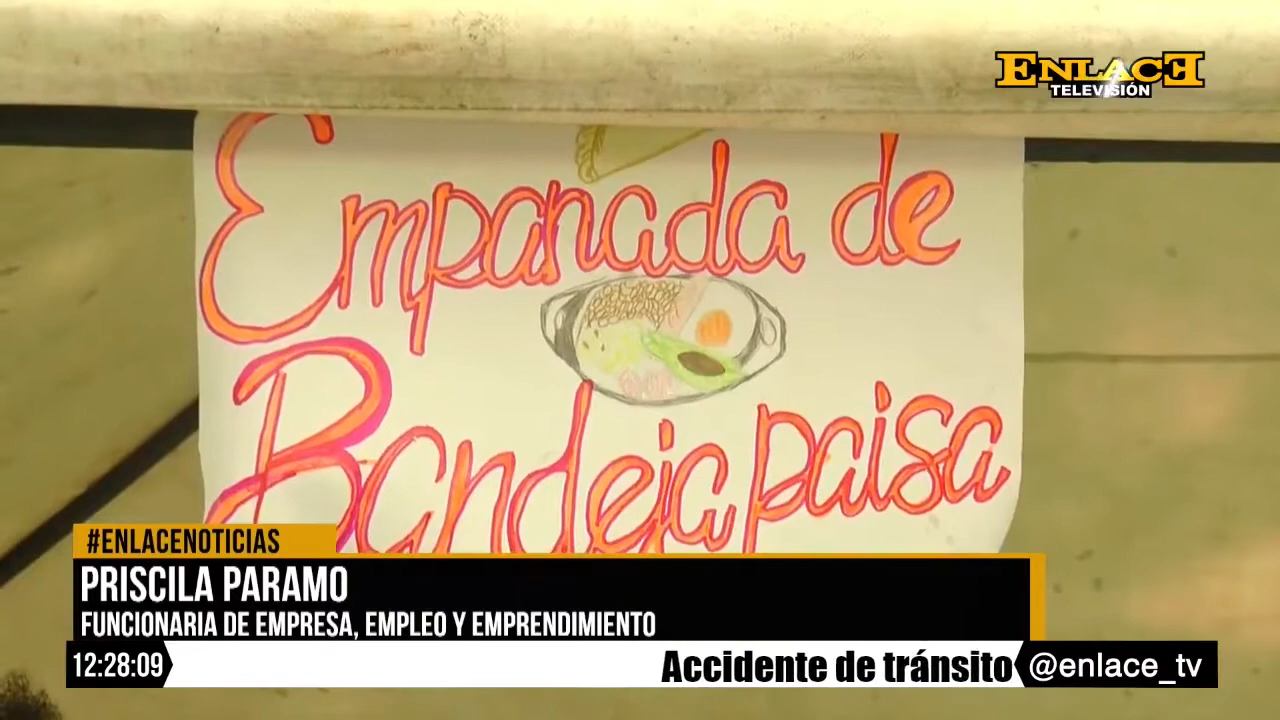 ENLACE
TELEVISIÓN
Empanada de
Bandeja paisa
#ENLACENOTICIAS
PRISCILA PARAMO
FUNCIONARIA DE EMPRESA, EMPLEO Y EMPRENDIMIENTO
12:28:09
Accidente de tránsito
@enlace_tv